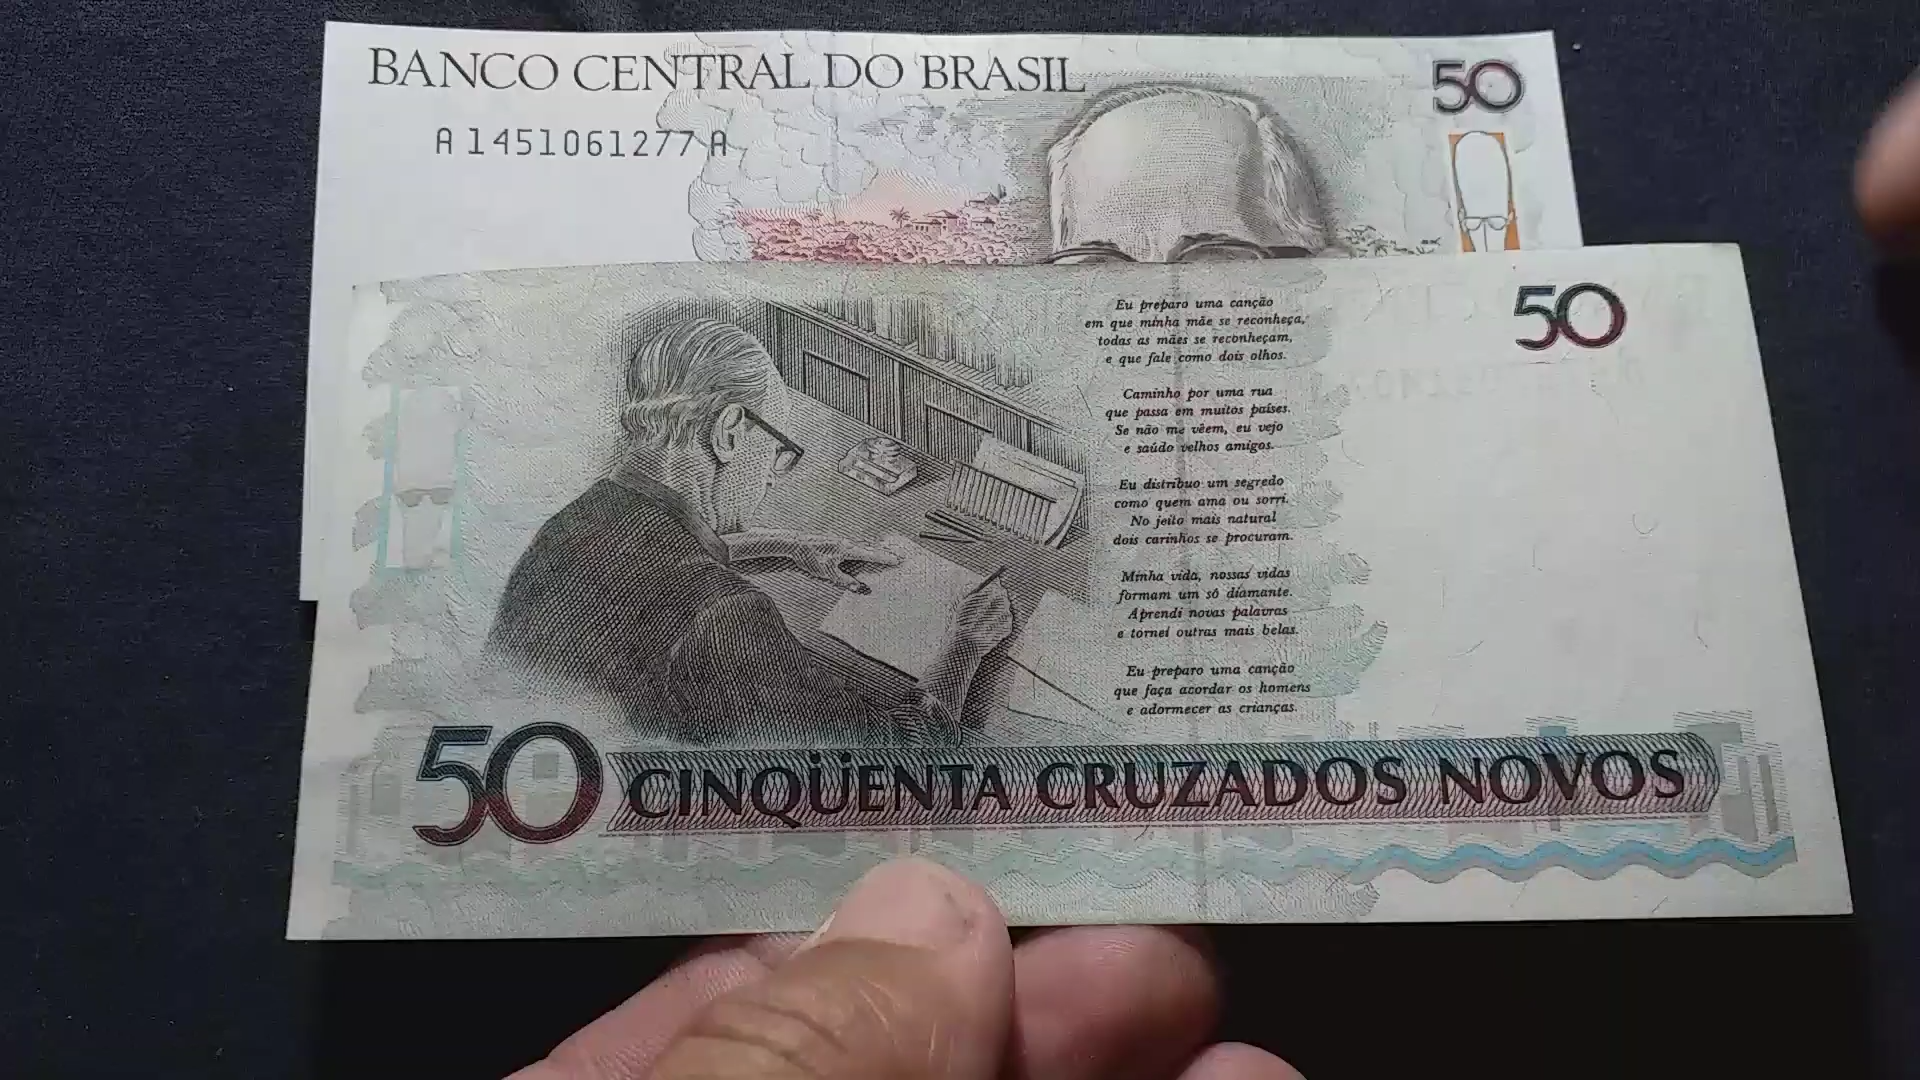 BANCO CENTRAL DO BRASIL
50
A 1451061277 A
Eu preparo uma canção
em que minha mãe se reconheça,
todas as mães se reconheçam,
e que fale como dois olhos.
50
Caminho por uma rua
que passa em muitos países.
Se não me vêem, eu vejo
e saúdo velhos amigos.
Eu distribuo um segredo
como quem ama ou sorri.
No jeito mais natural
dois carinhos se procuram.
Minha vida, nossas vidas
formam um só diamante.
Aprendi novas palavras
e tornei outras mais belas.
Eu preparo uma canção
que faça acordar os homens
e adormecer as crianças.
50 CINQÜENTA CRUZADOS NOVOS